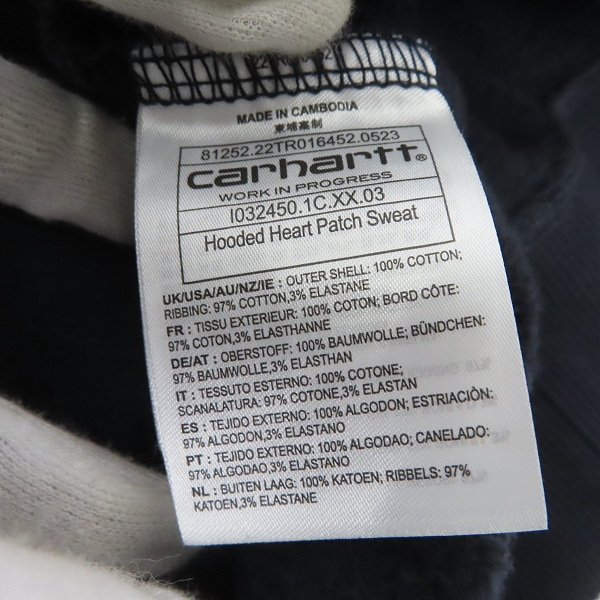 MADE IN CAMBODIA
柬埔寨制
81252.22TR016452.0523
carhartt®
WORK IN PROGRESS
I032450.1C.XX.03
Hooded Heart Patch Sweat
UK/USA/AU/NZ/IE : OUTER SHELL: 100% COTTON;
RIBBING: 97% COTTON,3% ELASTANE
FR : TISSU EXTERIEUR: 100% COTON; BORD CÔTE:
97% COTON,3% ELASTHANNE
DE/AT : OBERSTOFF: 100% BAUMWOLLE; BÜNDCHEN:
97% BAUMWOLLE,3% ELASTHAN
IT : TESSUTO ESTERNO: 100% COTONE;
SCANALATURA: 97% COTONE,3% ELASTAN
ES : TEJIDO EXTERNO: 100% ALGODON; ESTRIACIÒN:
97% ALGODON,3% ELASTANO
PT : TEJIDO EXTERNO: 100% ALGODAO; CANELADO:
97% ALGODAO,3% ELASTANO
NL : BUITEN LAAG: 100% KATOEN; RIBBELS: 97%
KATOEN,3% ELASTANE